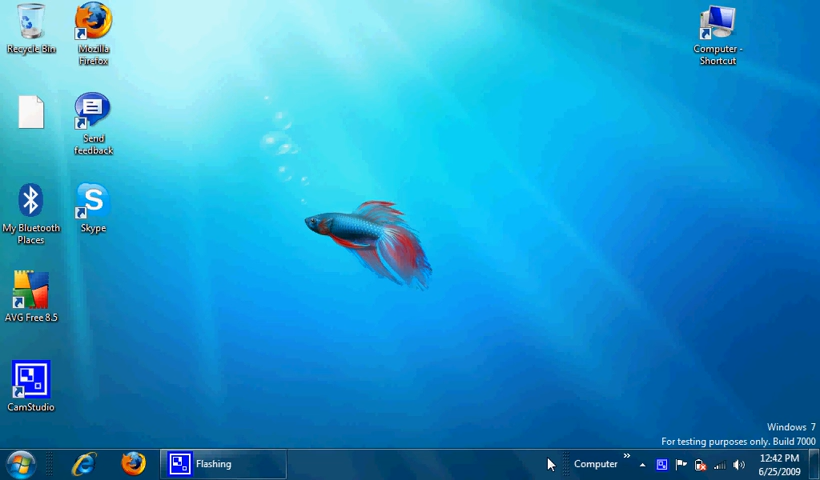 Recycle Bin
Mozilla
Firefox
Computer -
Shortcut
Send
feedback
My Bluetooth
Places
Skype
AVG Free 8.5
CamStudio
Windows 7
For testing purposes only. Build 7000
Flashing
Computer
12:42 PM
6/25/2009